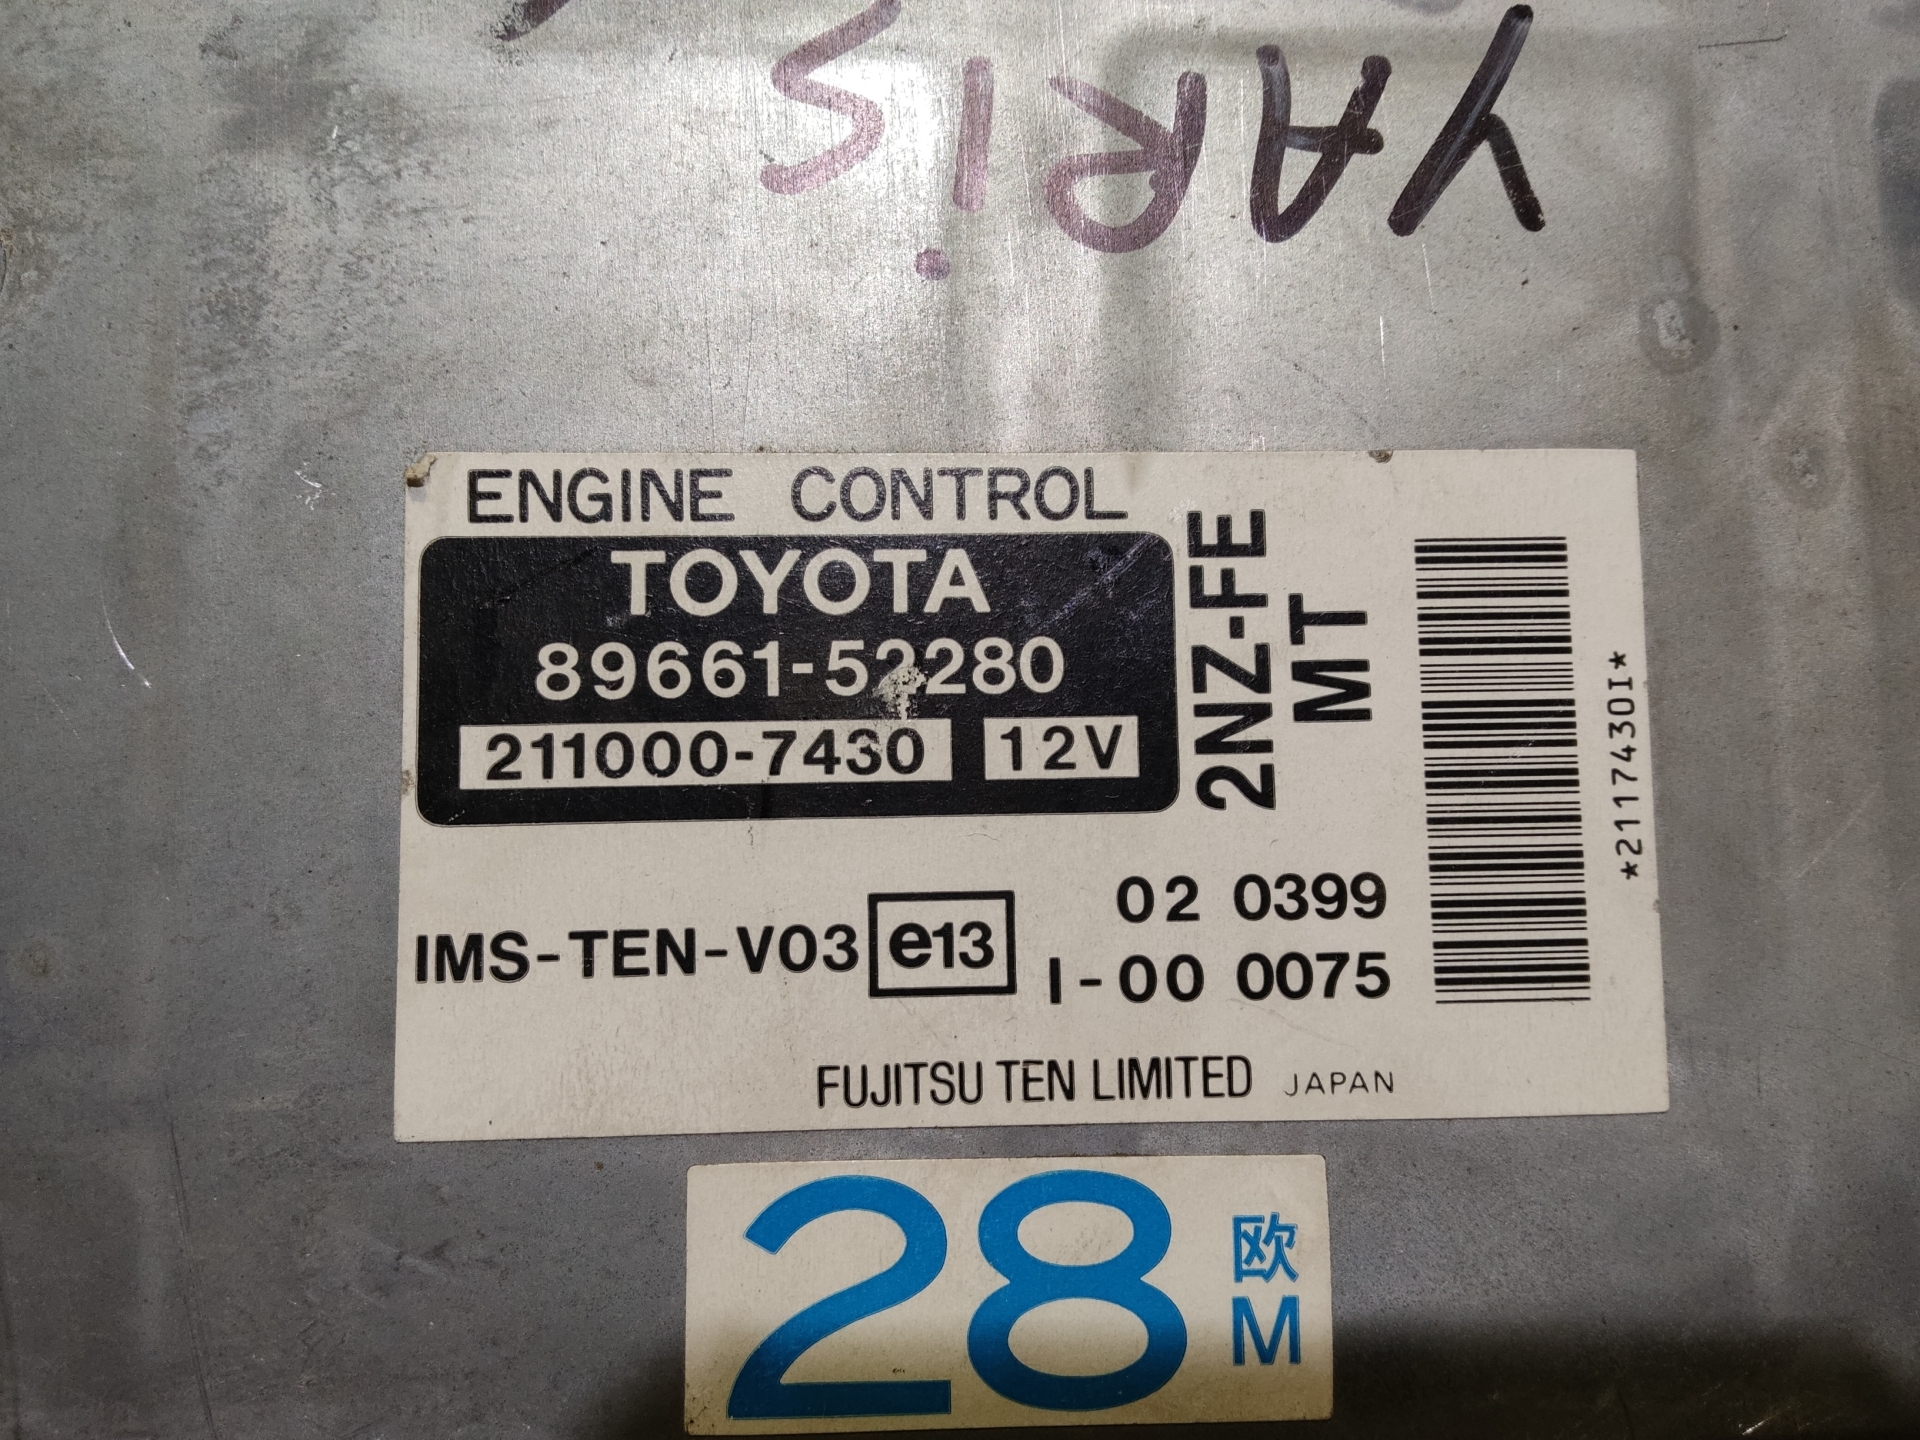 YARiS
ENGINE CONTROL
TOYOTA
89661-52280
211000-7430 12V
2NZ-FE
MT
*2117430I*
IMS-TEN-V03 e13 02 0399
I-00 0075
FUJITSU TEN LIMITED JAPAN
28 欧
M